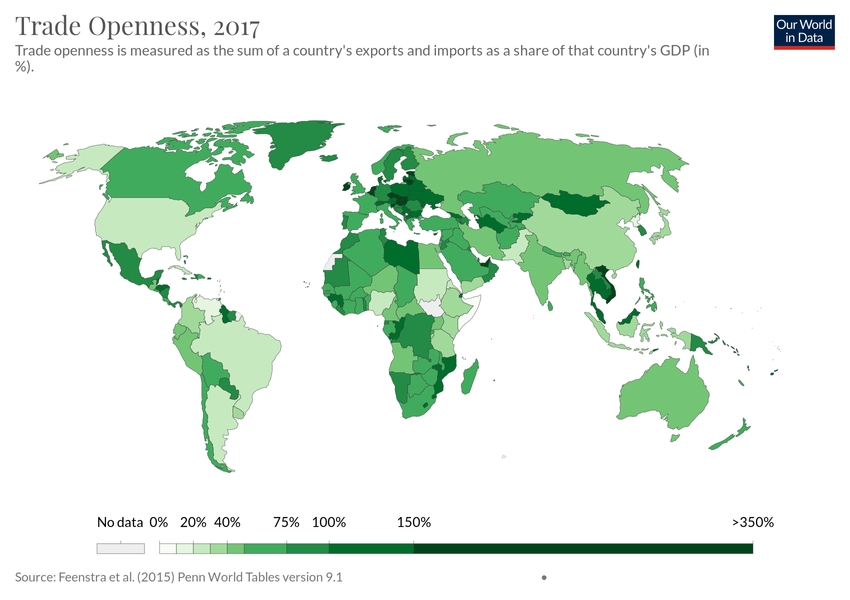 Trade Openness, 2017
Our World
in Data
Trade openness is measured as the sum of a country's exports and imports as a share of that country's GDP (in
%).
No data 0% 20% 40% 75% 100% 150% >350%
Source: Feenstra et al. (2015) Penn World Tables version 9.1